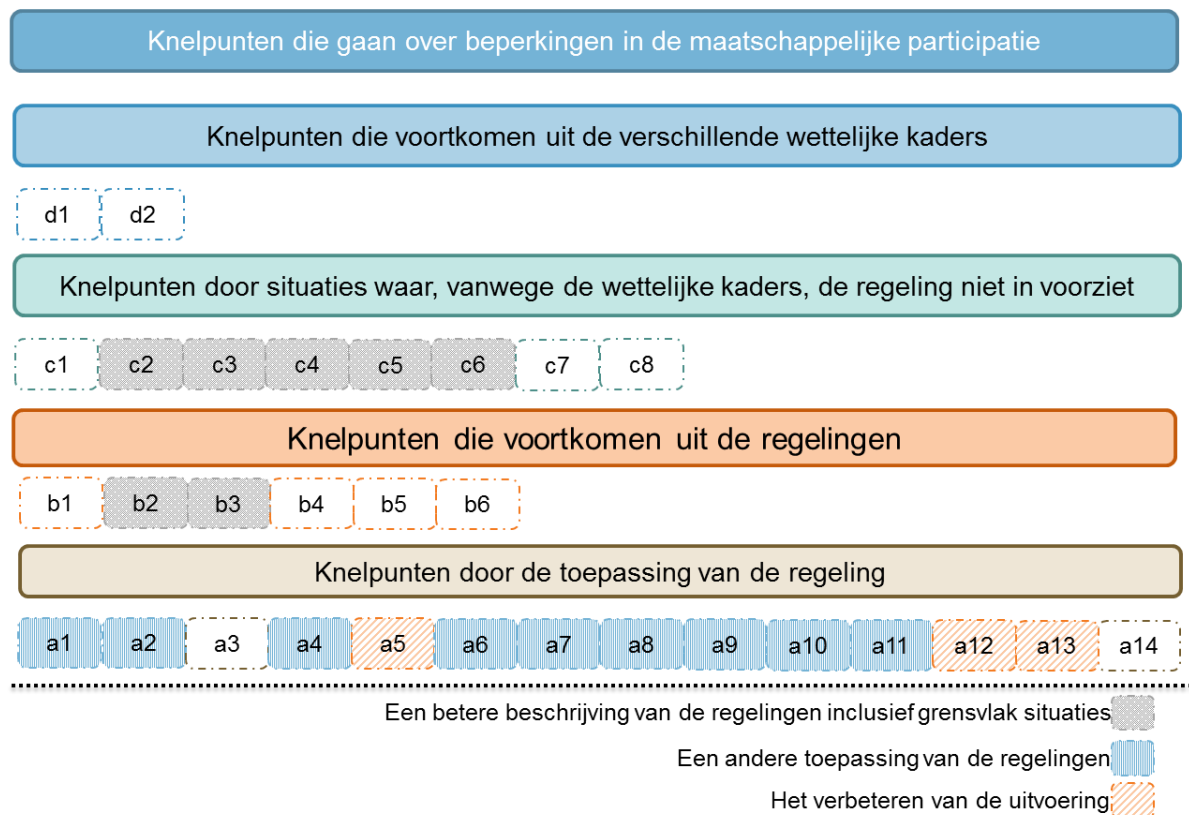 Knelpunten die gaan over beperkingen in de maatschappelijke participatie
Knelpunten die voortkomen uit de verschillende wettelijke kaders
d1 d2
Knelpunten door situaties waar, vanwege de wettelijke kaders, de regeling niet in voorziet
c1 c2 c3 c4 c5 c6 c7 c8
Knelpunten die voortkomen uit de regelingen
b1 b2 b3 b4 b5 b6
Knelpunten door de toepassing van de regeling
a1 a2 a3 a4 a5 a6 a7 a8 a9 a10 a11 a12 a13 a14
Een betere beschrijving van de regelingen inclusief grensvlak situaties
Een andere toepassing van de regelingen
Het verbeteren van de uitvoering